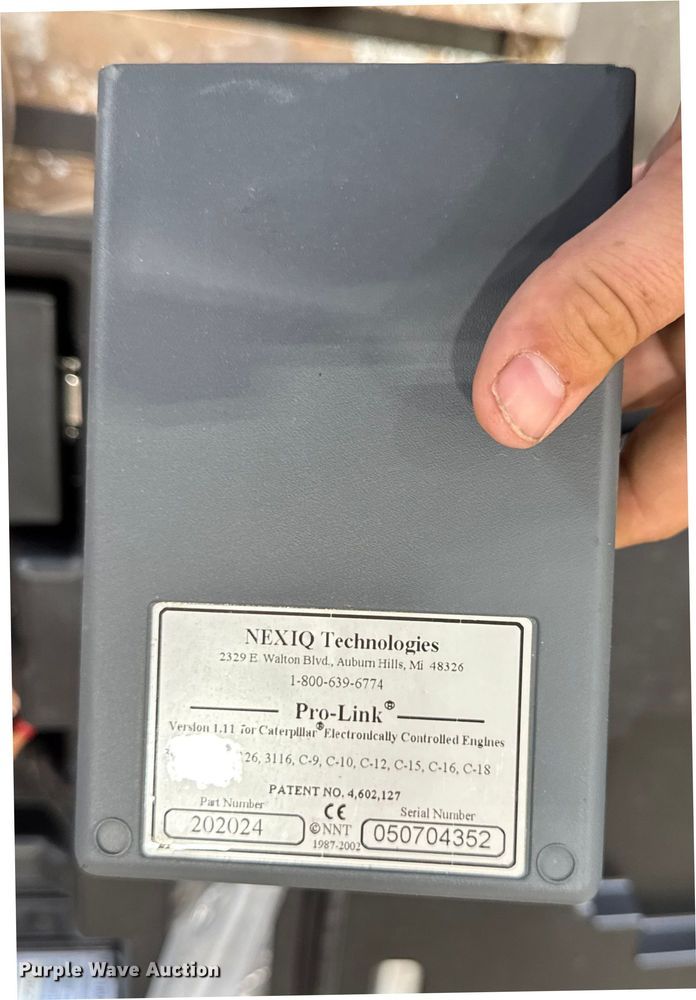 NEXIQ Technologies
2329 E Walton Blvd., Auburn Hills, Mi 48326
1-800-639-6774
Pro-Link®
Version 1.11 for Caterpillar® Electronically Controlled Engines
26, 3116, C-9, C-10, C-12, C-15, C-16, C-18
PATENT NO. 4,602,127
Part Number CE Serial Number
202024 ©NNT 050704352
1987-2002
Purple Wave Auction